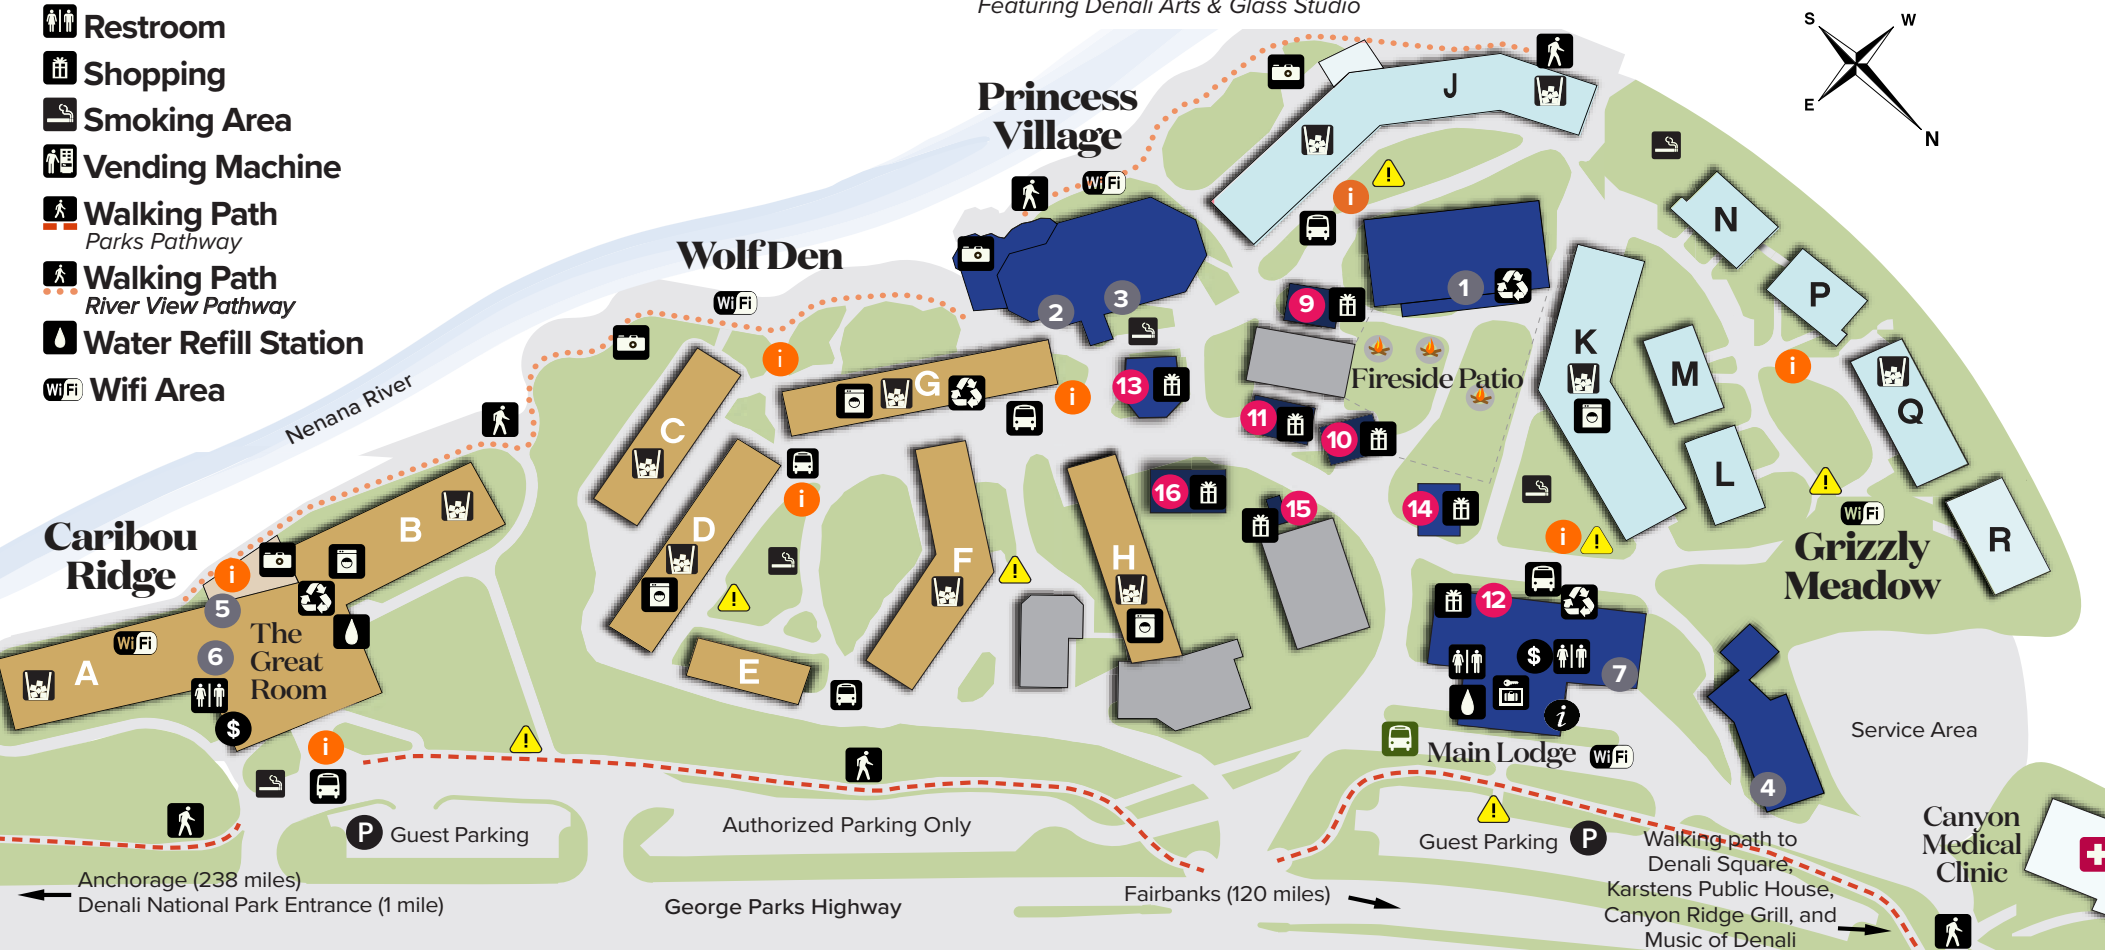 Featuring Denali Arts & Glass Studio
Restroom
Shopping
Smoking Area
Vending Machine
Walking Path
Parks Pathway
Walking Path
River View Pathway
Water Refill Station
WiFi Wifi Area
S W
E N
Princess
Village
WiFi
Wolf Den
WiFi
Nenana River
Caribou
Ridge
i
5
6
WiFi
A
B
The
Great
Room
$
i
C
D
E
F
G
H
i
i
i
2
3
13
16
15
J
i
!
1
9
11
10
Fireside Patio
14
K
M
L
N
P
Q
R
i
!
WiFi
Grizzly
Meadow
i
!
!
!
!
12
$
7
i
Main Lodge WiFi
4
Service Area
!
Guest Parking P
P Guest Parking
Authorized Parking Only
Canyon
Medical
Clinic
Walking path to
Denali Square,
Karstens Public House,
Canyon Ridge Grill, and
Music of Denali
Anchorage (238 miles)
Denali National Park Entrance (1 mile)
George Parks Highway
Fairbanks (120 miles)